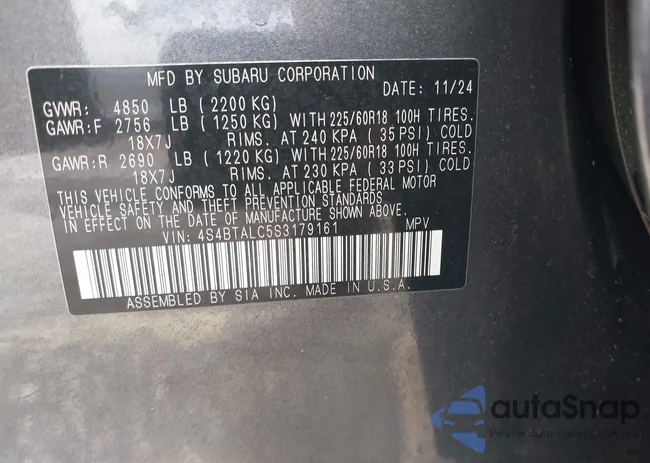 MFD BY SUBARU CORPORATION
DATE: 11/24
GVWR: 4850 LB (2200 KG)
GAWR:F 2756 LB (1250 KG) WITH 225/60R18 100H TIRES.
18X7J RIMS. AT 240 KPA (35 PSI) COLD
GAWR:R 2690 LB (1220 KG) WITH 225/60R18 100H TIRES.
18X7J RIMS. AT 230 KPA (33 PSI) COLD
THIS VEHICLE CONFORMS TO ALL APPLICABLE FEDERAL MOTOR
VEHICLE SAFETY AND THEFT PREVENTION STANDARDS
IN EFFECT ON THE DATE OF MANUFACTURE SHOWN ABOVE.
VIN: 4S4BTALC5S3179161 MPV
ASSEMBLED BY SIA INC. MADE IN U.S.A.
autaSnap